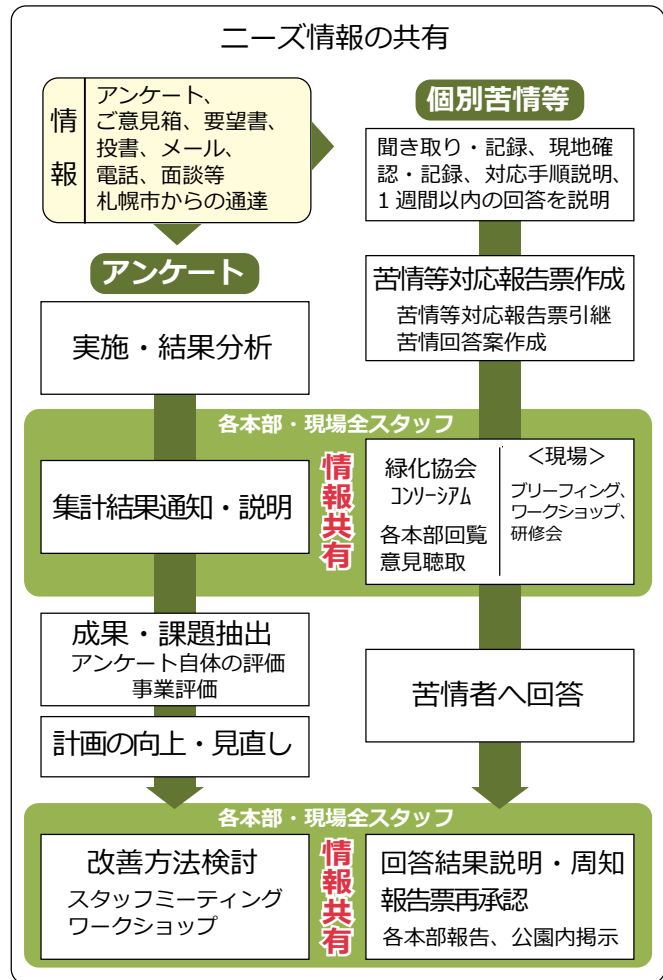 ニーズ情報の共有
情報
アンケート、
ご意見箱、要望書、
投書、メール、
電話、面談等
札幌市からの通達
個別苦情等
聞き取り・記録、現地確
認・記録、対応手順説明、
1週間以内の回答を説明
アンケート
実施・結果分析
苦情等対応報告票作成
苦情等対応報告票引継
苦情回答案作成
各本部・現場全スタッフ
集計結果通知・説明
情報共有
緑化協会
ｺﾝｿｰｼｱﾑ
各本部回覧
意見聴取
＜現場＞
ブリーフィング、
ワークショップ、
研修会
成果・課題抽出
アンケート自体の評価
事業評価
計画の向上・見直し
苦情者へ回答
各本部・現場全スタッフ
改善方法検討
スタッフミーティング
ワークショップ
情報共有
回答結果説明・周知
報告票再承認
各本部報告、公園内掲示